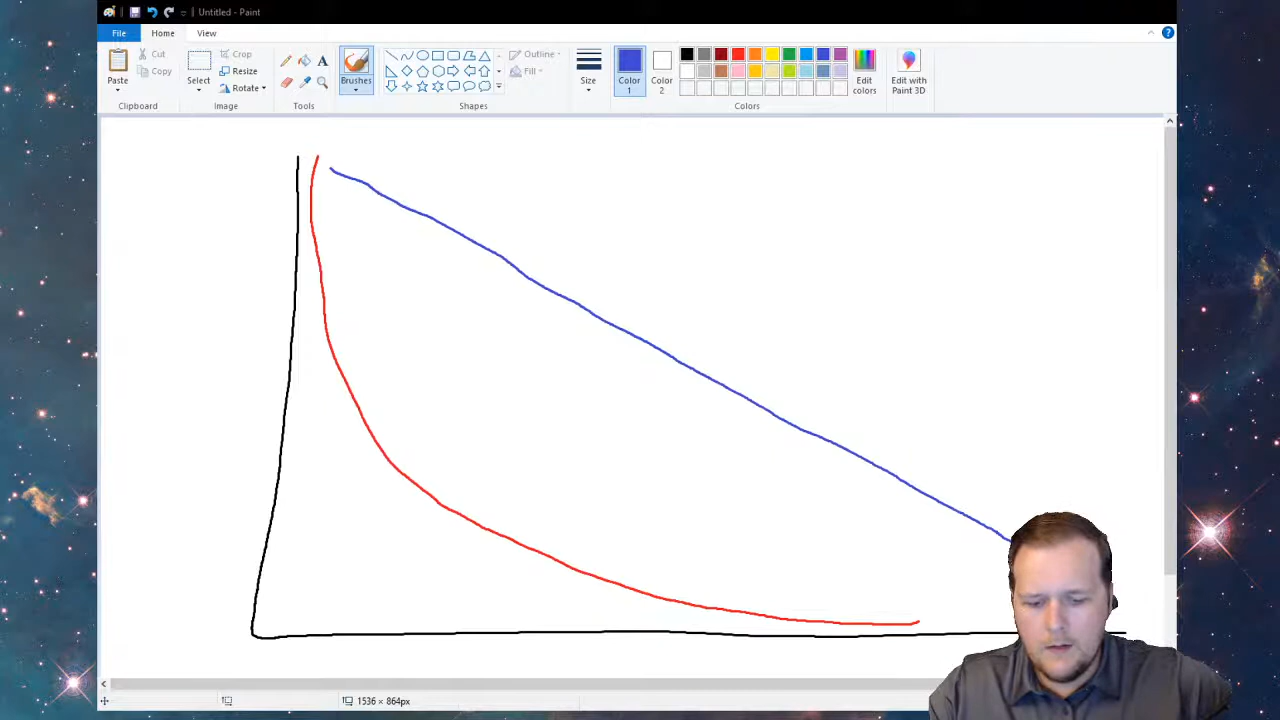 Untitled - Paint
File Home View
Paste
Cut
Copy
Clipboard
Select
Crop
Resize
Rotate
Image
A
Tools
Brushes
Outline
Fill
Shapes
Size
Color 1
Color 2
Edit colors
Colors
Edit with Paint 3D
1536 × 864px